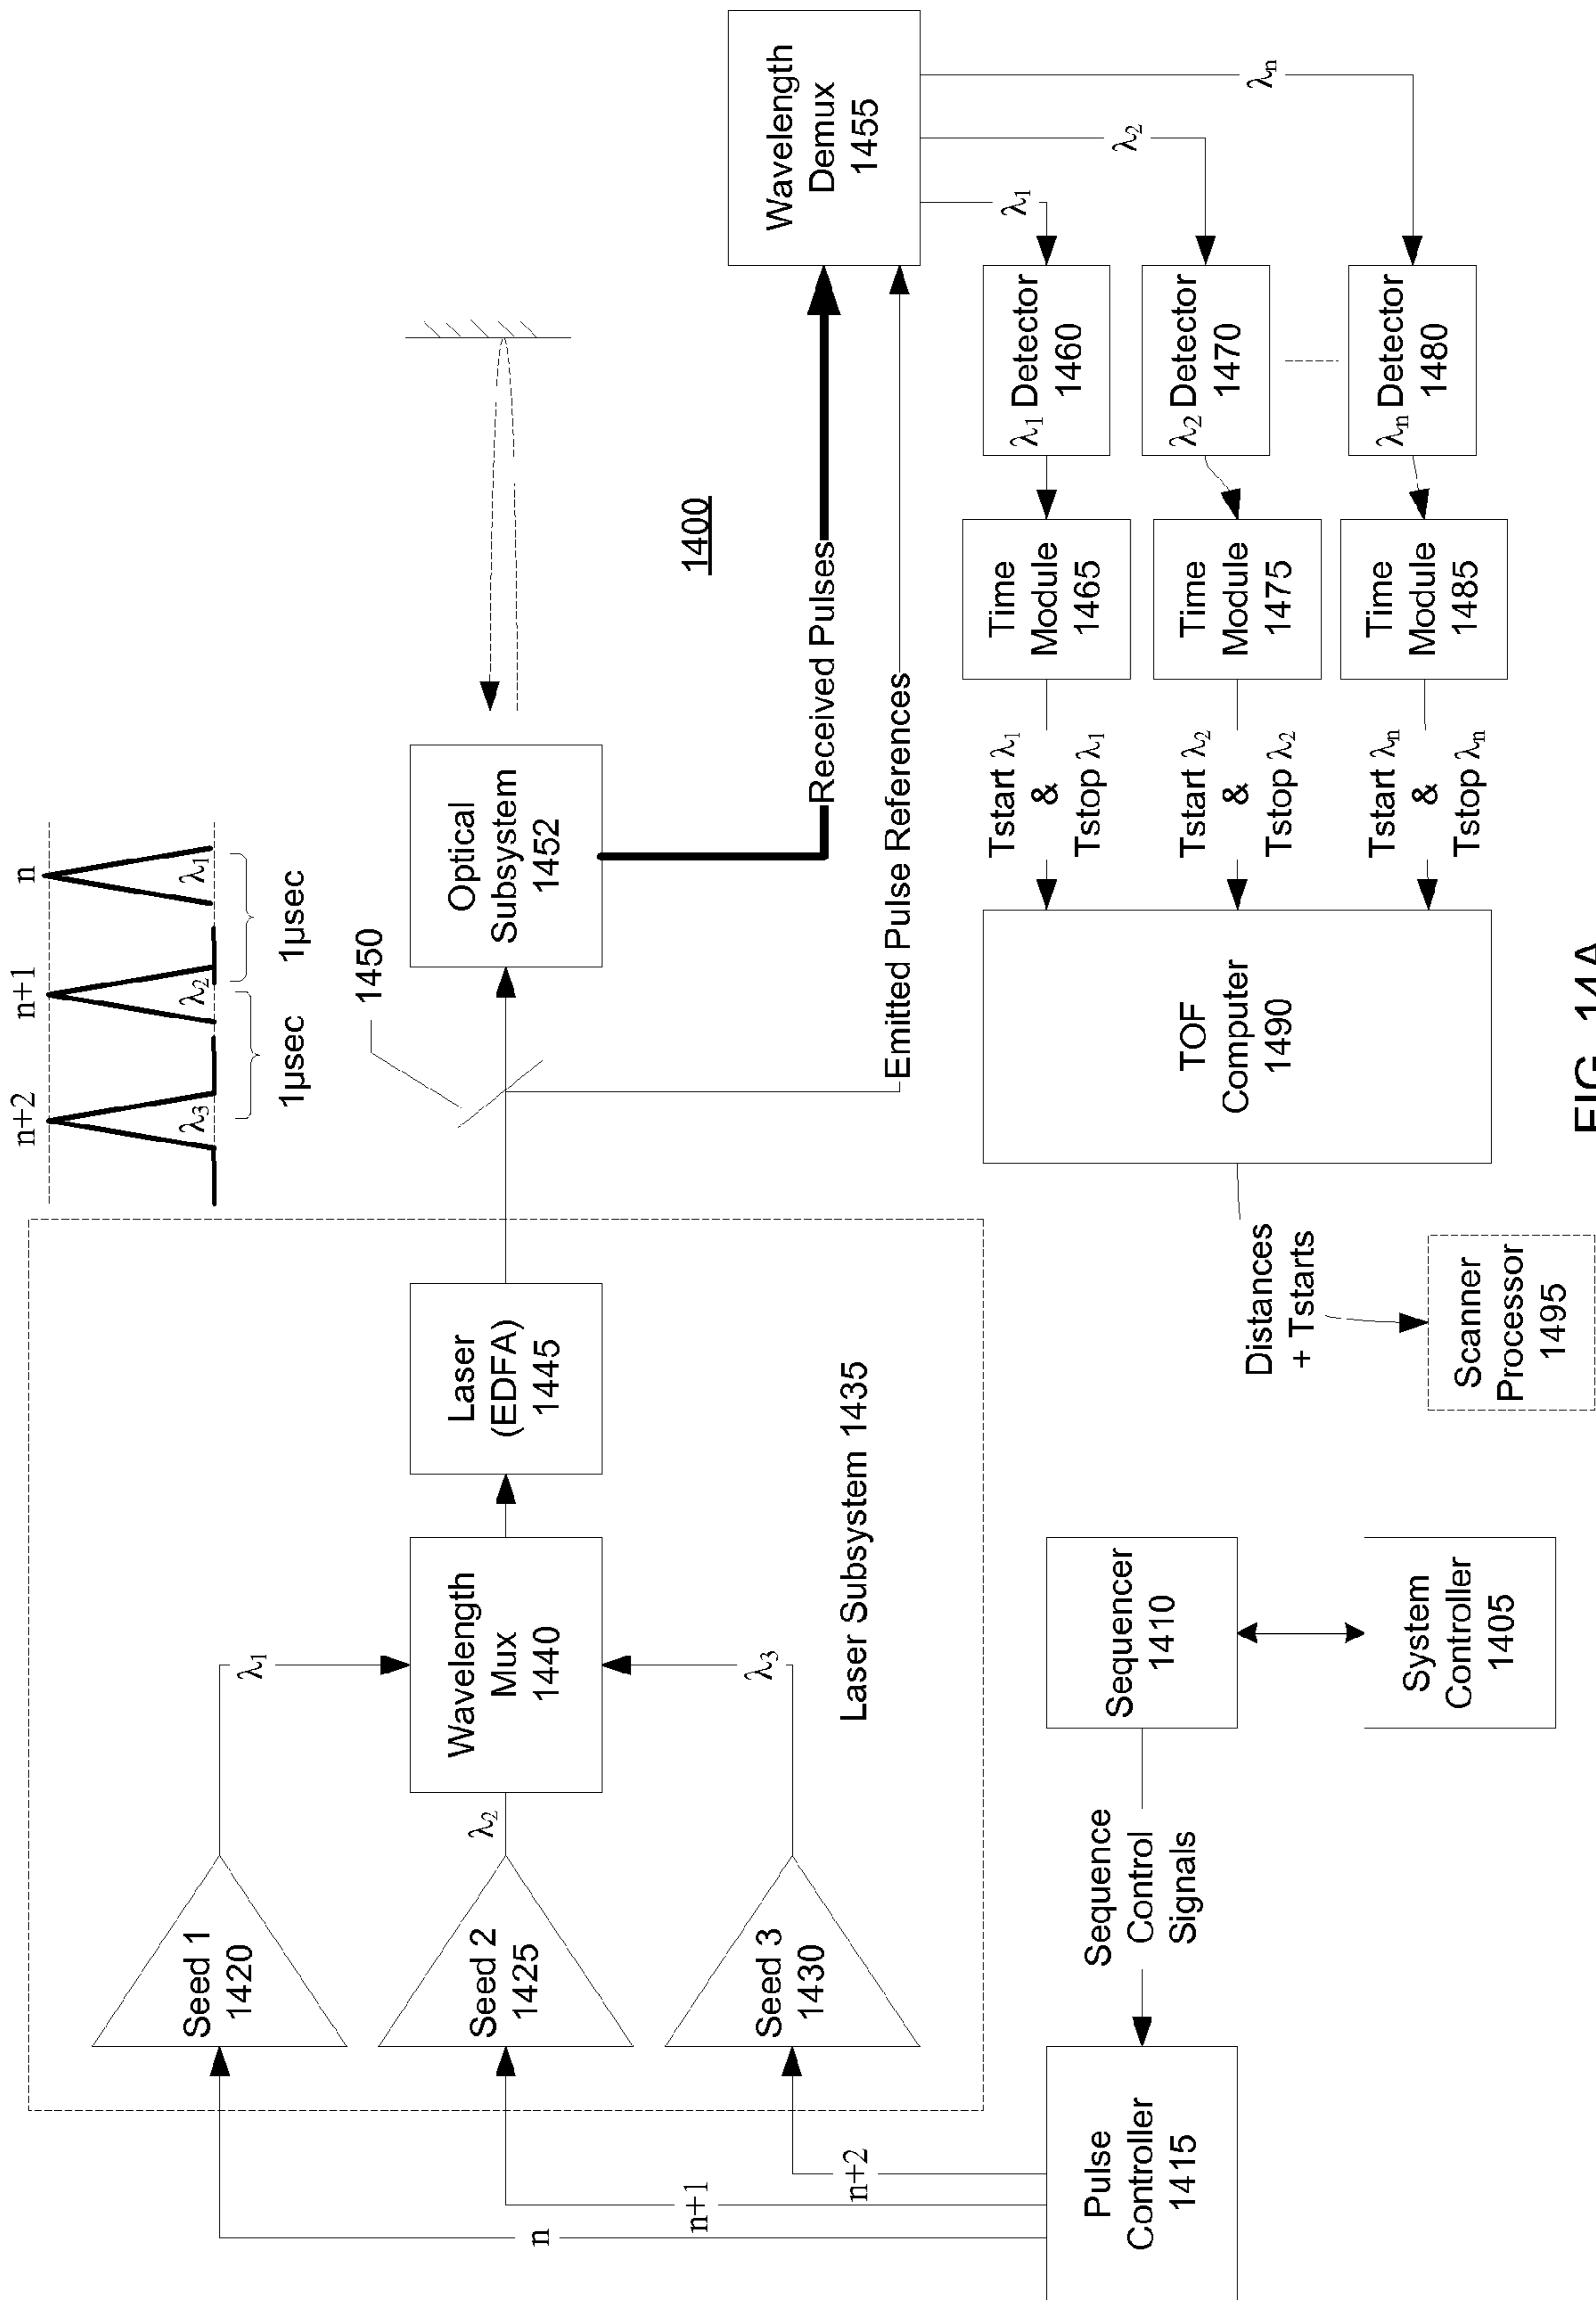 n+2
n+1
n
λ3
λ2
λ1
1µsec
1µsec
Seed 1
1420
Seed 2
1425
Seed 3
1430
λ1
λ2
λ3
Wavelength
Mux
1440
Laser
(EDFA)
1445
Laser Subsystem 1435
1450
Optical
Subsystem
1452
1400
Received Pulses
Emitted Pulse References
Wavelength
Demux
1455
λ1
λ2
λn
n
n+1
n+2
Pulse
Controller
1415
Sequence
Control
Signals
Sequencer
1410
System
Controller
1405
Distances
+ Tstarts
Scanner
Processor
1495
TOF
Computer
1490
Tstart λ1
&
Tstop λ1
Tstart λ2
&
Tstop λ2
Tstart λn
&
Tstop λn
Time
Module
1465
Time
Module
1475
Time
Module
1485
λ1 Detector
1460
λ2 Detector
1470
λn Detector
1480
FIG. 14A